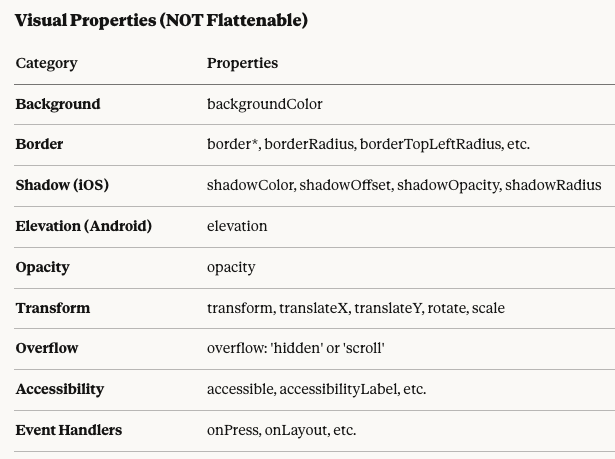 Visual Properties (NOT Flattenable)
Category Properties
Background backgroundColor
Border border*, borderRadius, borderTopLeftRadius, etc.
Shadow (iOS) shadowColor, shadowOffset, shadowOpacity, shadowRadius
Elevation (Android) elevation
Opacity opacity
Transform transform, translateX, translateY, rotate, scale
Overflow overflow: 'hidden' or 'scroll'
Accessibility accessible, accessibilityLabel, etc.
Event Handlers onPress, onLayout, etc.